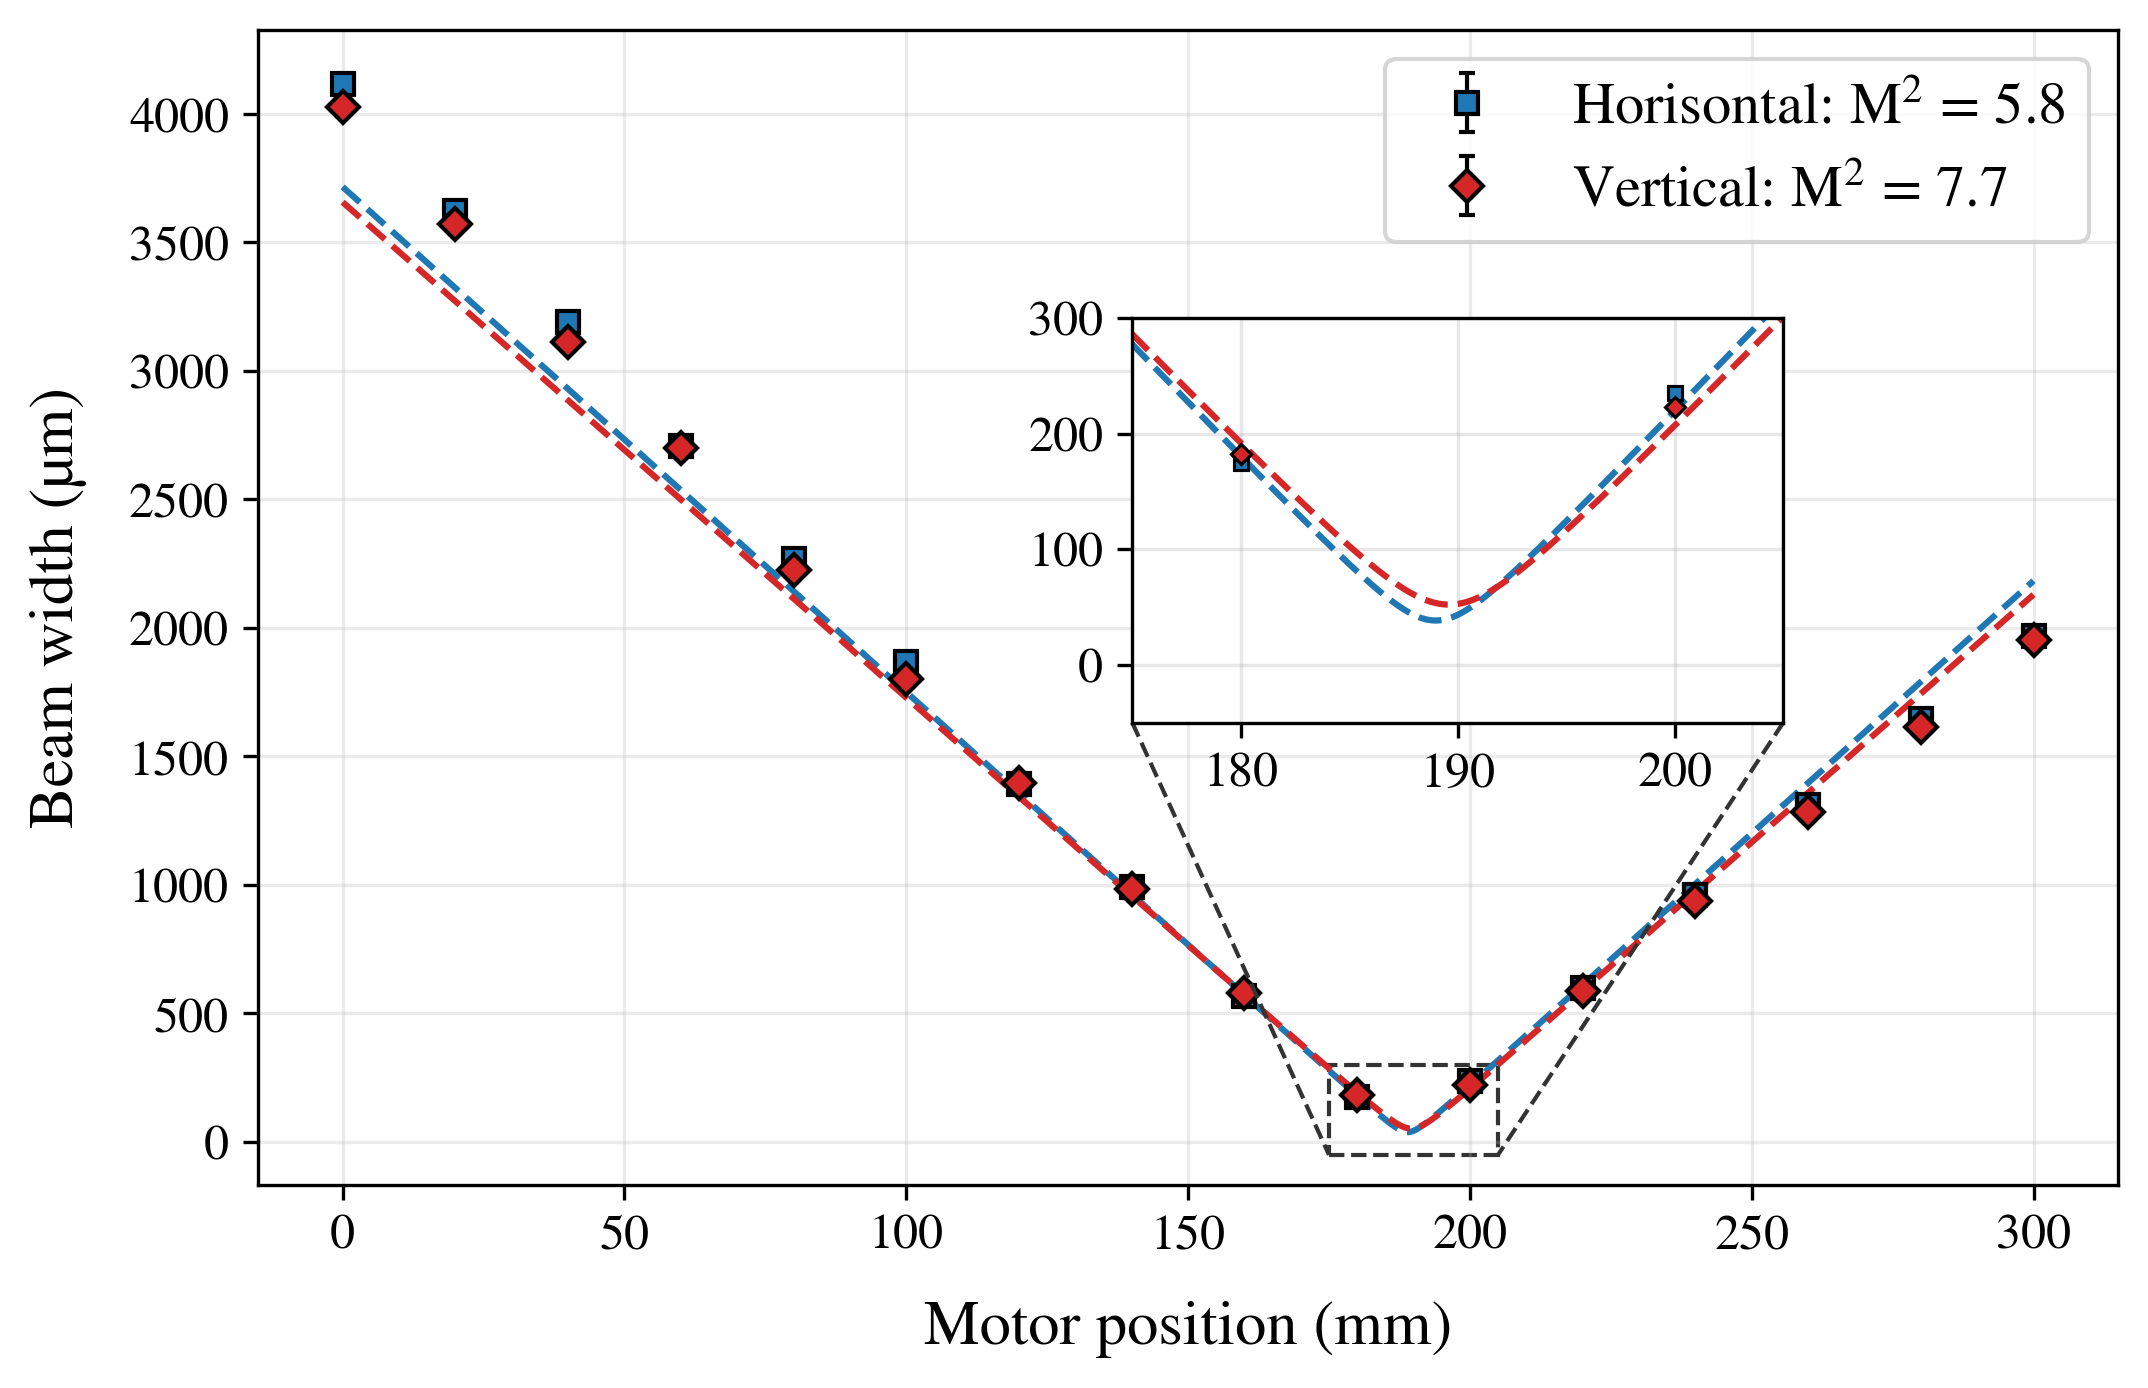 Horisontal: M² = 5.8
Vertical: M² = 7.7
Beam width (μm)
4000
3500
3000
2500
2000
1500
1000
500
0
300
200
100
0
180 190 200
0 50 100 150 200 250 300
Motor position (mm)